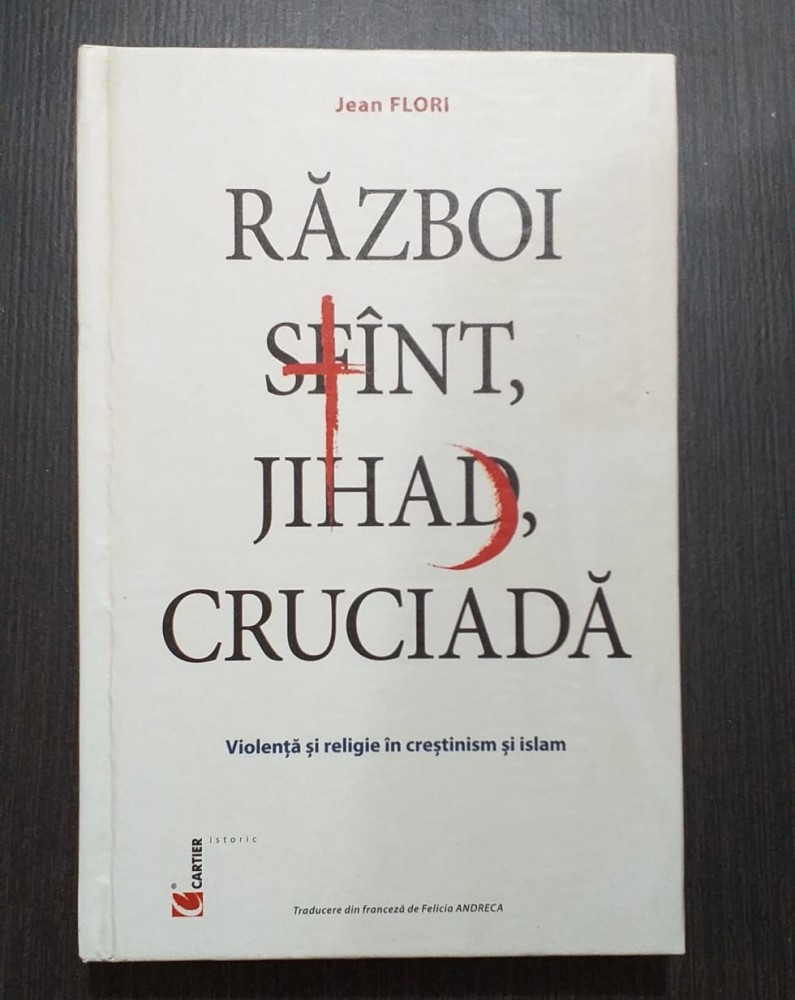 Jean FLORI
RĂZBOI
SFÎNT,
JIHAD,
CRUCIADĂ
Violență și religie în creștinism și islam
CARTIER
istoric
®
Traducere din franceză de Felicia ANDRECA